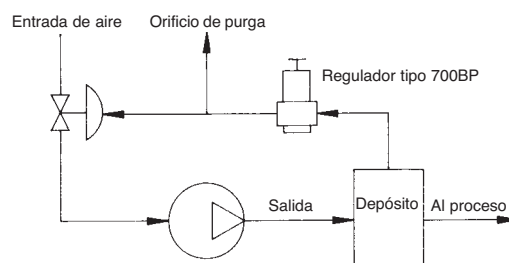 Entrada de aire
Orificio de purga
Regulador tipo 700BP
Salida
Depósito
Al proceso